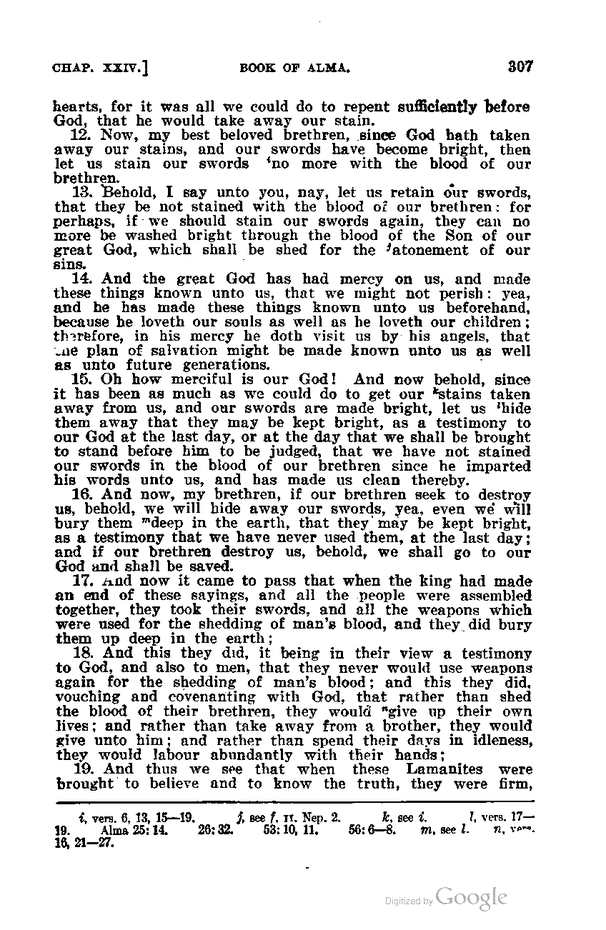 CHAP. XXIV.] BOOK OF ALMA. 307
hearts, for it was all we could do to repent sufficiently before
God, that he would take away our stain.
12. Now, my best beloved brethren, since God hath taken
away our stains, and our swords have become bright, then
let us stain our swords ⁱno more with the blood of our
brethren.
13. Behold, I say unto you, nay, let us retain our swords,
that they be not stained with the blood of our brethren: for
perhaps, if we should stain our swords again, they can no
more be washed bright through the blood of the Son of our
great God, which shall be shed for the ʲatonement of our
sins.
14. And the great God has had mercy on us, and made
these things known unto us, that we might not perish: yea,
and he has made these things known unto us beforehand,
because he loveth our souls as well as he loveth our children;
therefore, in his mercy he doth visit us by his angels, that
the plan of salvation might be made known unto us as well
as unto future generations.
15. Oh how merciful is our God! And now behold, since
it has been as much as we could do to get our ᵏstains taken
away from us, and our swords are made bright, let us ˡhide
them away that they may be kept bright, as a testimony to
our God at the last day, or at the day that we shall be brought
to stand before him to be judged, that we have not stained
our swords in the blood of our brethren since he imparted
his words unto us, and has made us clean thereby.
16. And now, my brethren, if our brethren seek to destroy
us, behold, we will hide away our swords, yea, even we will
bury them ᵐdeep in the earth, that they may be kept bright,
as a testimony that we have never used them, at the last day;
and if our brethren destroy us, behold, we shall go to our
God and shall be saved.
17. And now it came to pass that when the king had made
an end of these sayings, and all the people were assembled
together, they took their swords, and all the weapons which
were used for the shedding of man's blood, and they did bury
them up deep in the earth;
18. And this they did, it being in their view a testimony
to God, and also to men, that they never would use weapons
again for the shedding of man's blood; and this they did,
vouching and covenanting with God, that rather than shed
the blood of their brethren, they would ⁿgive up their own
lives; and rather than take away from a brother, they would
give unto him; and rather than spend their days in idleness,
they would labour abundantly with their hands;
19. And thus we see that when these Lamanites were
brought to believe and to know the truth, they were firm,
i, vers. 6, 13, 15—19. j, see f, II. Nep. 2. k, see i. l, vers. 17—
19. Alma 25:14. 26:32. 53:10, 11. 56:6—8. m, see l. n, vers.
16, 21—27.
Digitized by Google